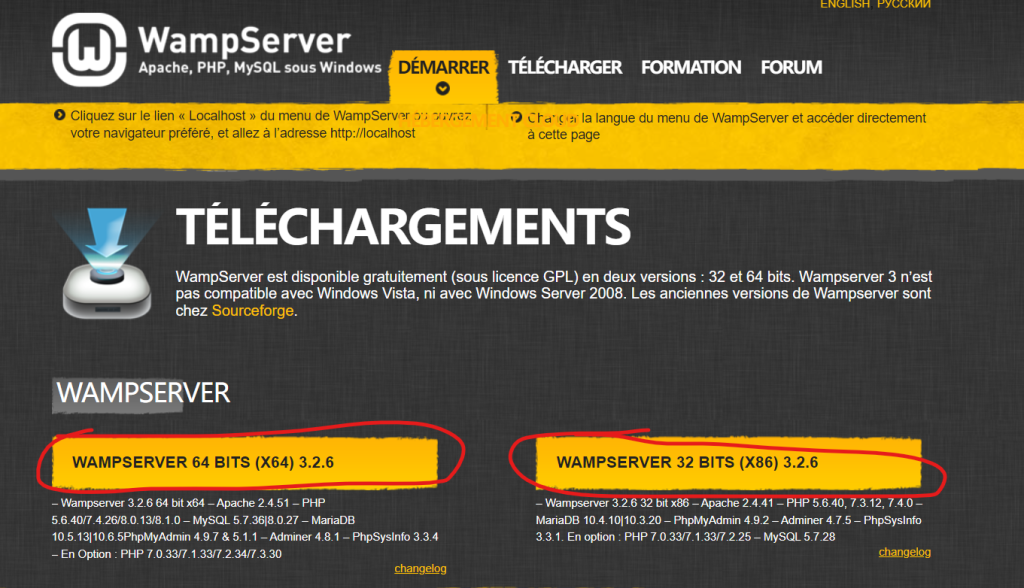 ENGLISH РУССКИЙ
WampServer
Apache, PHP, MySQL sous Windows
DÉMARRER TÉLÉCHARGER FORMATION FORUM
Cliquez sur le lien « Localhost » du menu de WampServer
votre navigateur préféré, et allez à l'adresse http://localhost
Changer la langue du menu de WampServer et accéder directement
à cette page
TÉLÉCHARGEMENTS
WampServer est disponible gratuitement (sous licence GPL) en deux versions : 32 et 64 bits. Wampserver 3 n'est
pas compatible avec Windows Vista, ni avec Windows Server 2008. Les anciennes versions de Wampserver sont
chez Sourceforge.
WAMPSERVER
WAMPSERVER 64 BITS (X64) 3.2.6
– Wampserver 3.2.6 64 bit x64 – Apache 2.4.51 – PHP
5.6.40/7.4.26/8.0.13/8.1.0 – MySQL 5.7.36|8.0.27 – MariaDB
10.5.13|10.6.5PhpMyAdmin 4.9.7 & 5.1.1 – Adminer 4.8.1 – PhpSysInfo 3.3.4
– En Option : PHP 7.0.33/7.1.33/7.2.34/7.3.30
changelog
WAMPSERVER 32 BITS (X86) 3.2.6
– Wampserver 3.2.6 32 bit x86 – Apache 2.4.41 – PHP 5.6.40, 7.3.12, 7.4.0 –
MariaDB 10.4.10|10.3.20 – PhpMyAdmin 4.9.2 – Adminer 4.7.5 – PhpSysInfo
3.3.1. En option : PHP 7.0.33/7.1.33/7.2.25 – MySQL 5.7.28
changelog